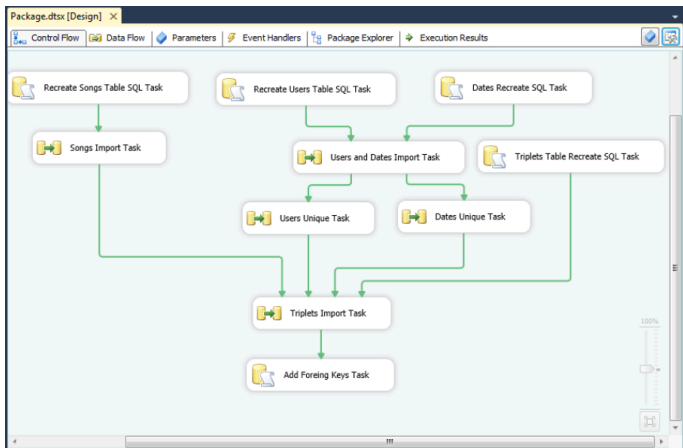 Package.dtsx [Design]
Control Flow Data Flow Parameters Event Handlers Package Explorer Execution Results
Recreate Songs Table SQL Task
Recreate Users Table SQL Task
Dates Recreate SQL Task
Songs Import Task
Users and Dates Import Task
Triplets Table Recreate SQL Task
Users Unique Task
Dates Unique Task
Triplets Import Task
100%
Add Foreing Keys Task